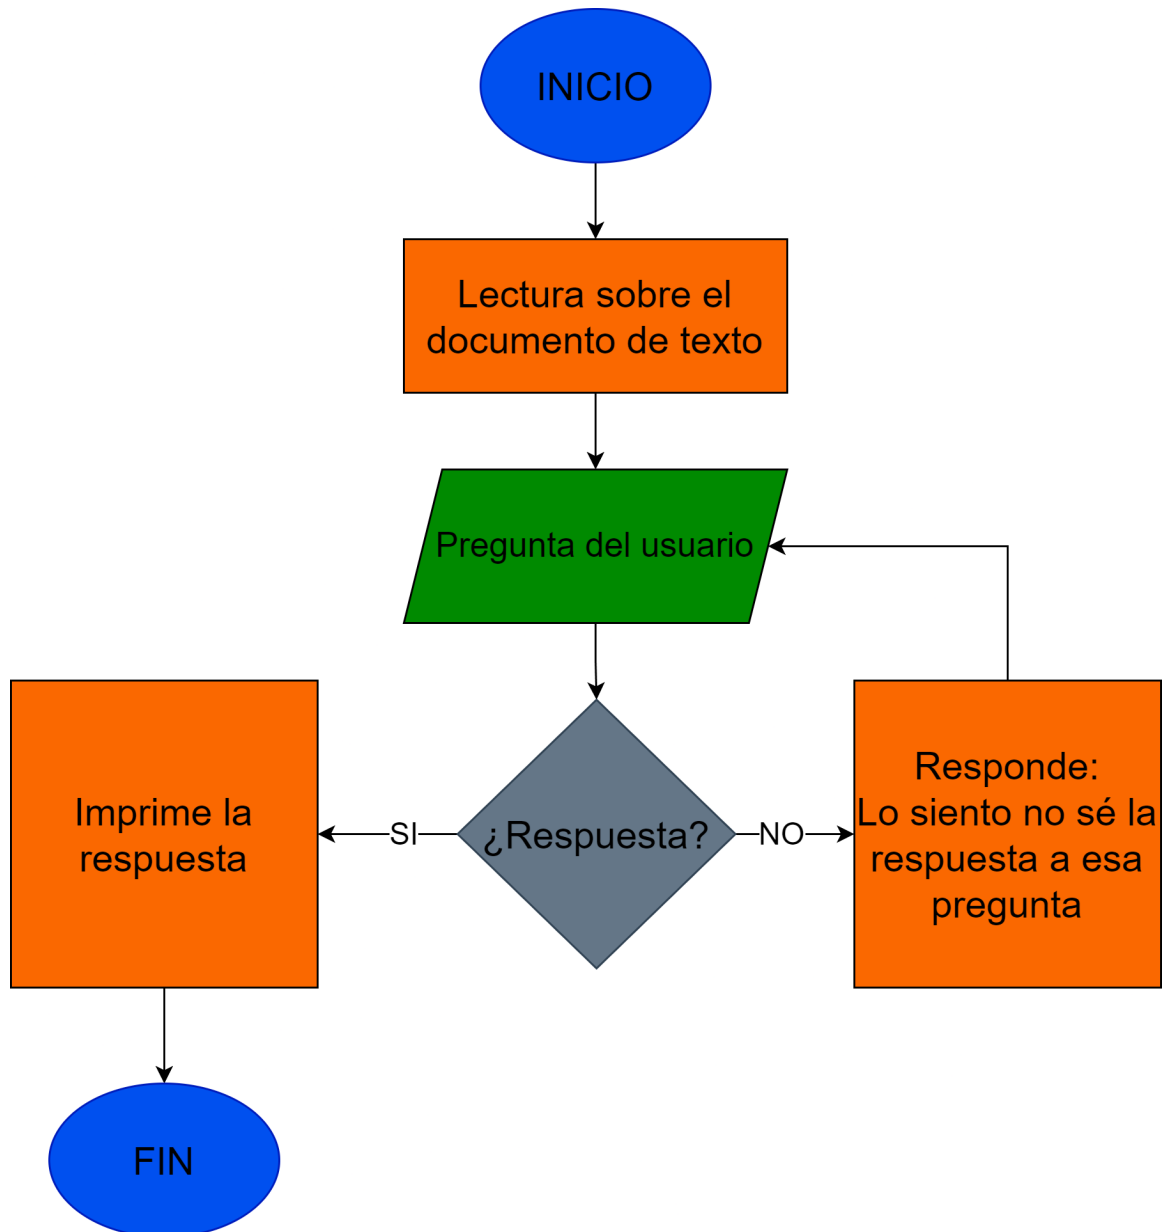 INICIO
Lectura sobre el
documento de texto
Pregunta del usuario
¿Respuesta?
SI
NO
Imprime la
respuesta
Responde:
Lo siento no sé la
respuesta a esa
pregunta
FIN